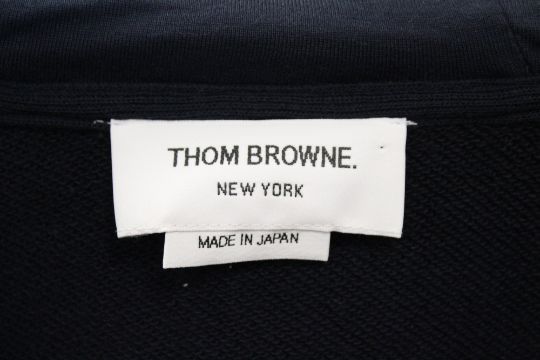 THOM BROWNE.
NEW YORK
MADE IN JAPAN